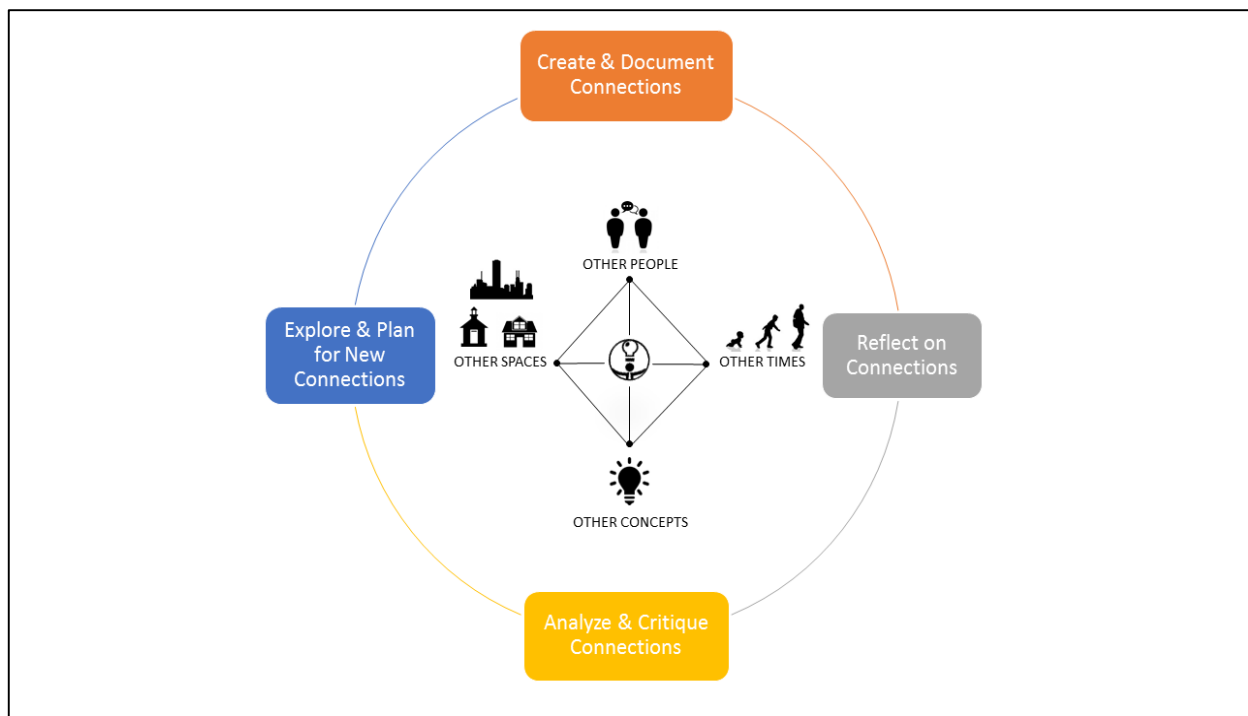 Create & Document
Connections
OTHER PEOPLE
Explore & Plan
for New
Connections
OTHER SPACES
OTHER TIMES
Reflect on
Connections
OTHER CONCEPTS
Analyze & Critique
Connections